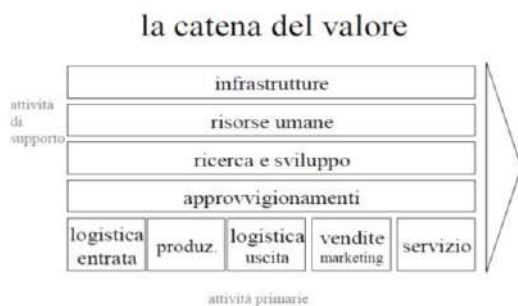 la catena del valore
infrastrutture
attività
di
supporto
risorse umane
ricerca e sviluppo
approvvigionamenti
logistica
entrata
produz.
logistica
uscita
vendite
marketing
servizio
attività primarie